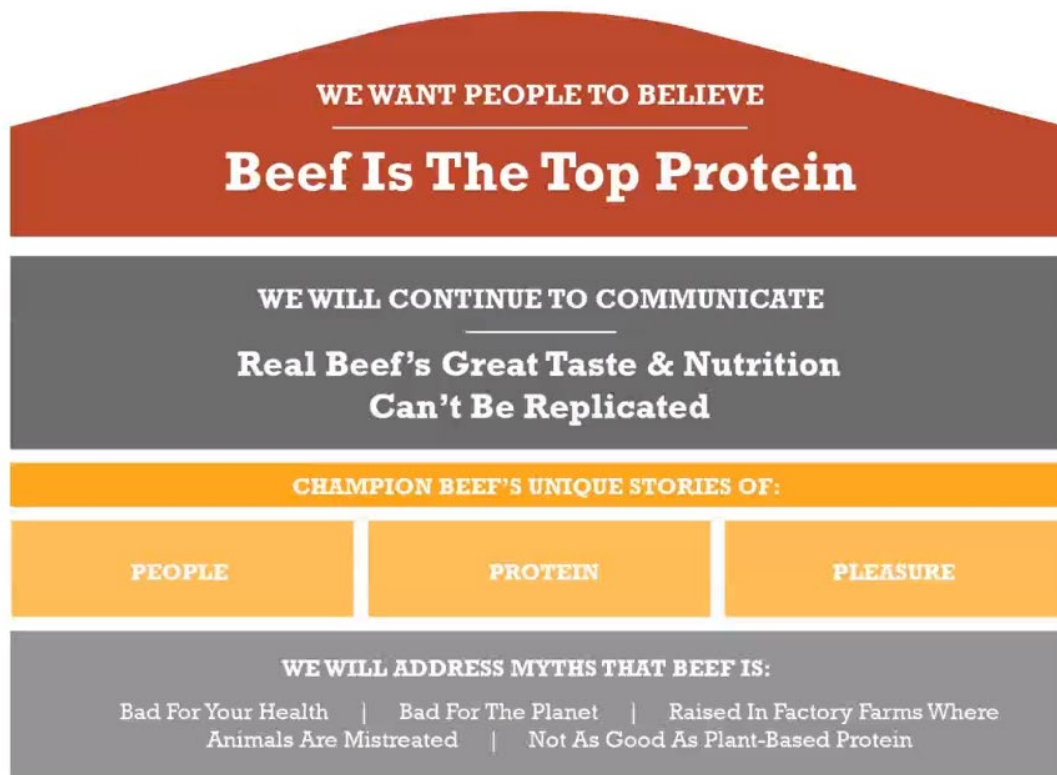 WE WANT PEOPLE TO BELIEVE
Beef Is The Top Protein
WE WILL CONTINUE TO COMMUNICATE
Real Beef's Great Taste & Nutrition
Can't Be Replicated
CHAMPION BEEF'S UNIQUE STORIES OF:
PEOPLE
PROTEIN
PLEASURE
WE WILL ADDRESS MYTHS THAT BEEF IS:
Bad For Your Health | Bad For The Planet | Raised In Factory Farms Where
Animals Are Mistreated | Not As Good As Plant-Based Protein